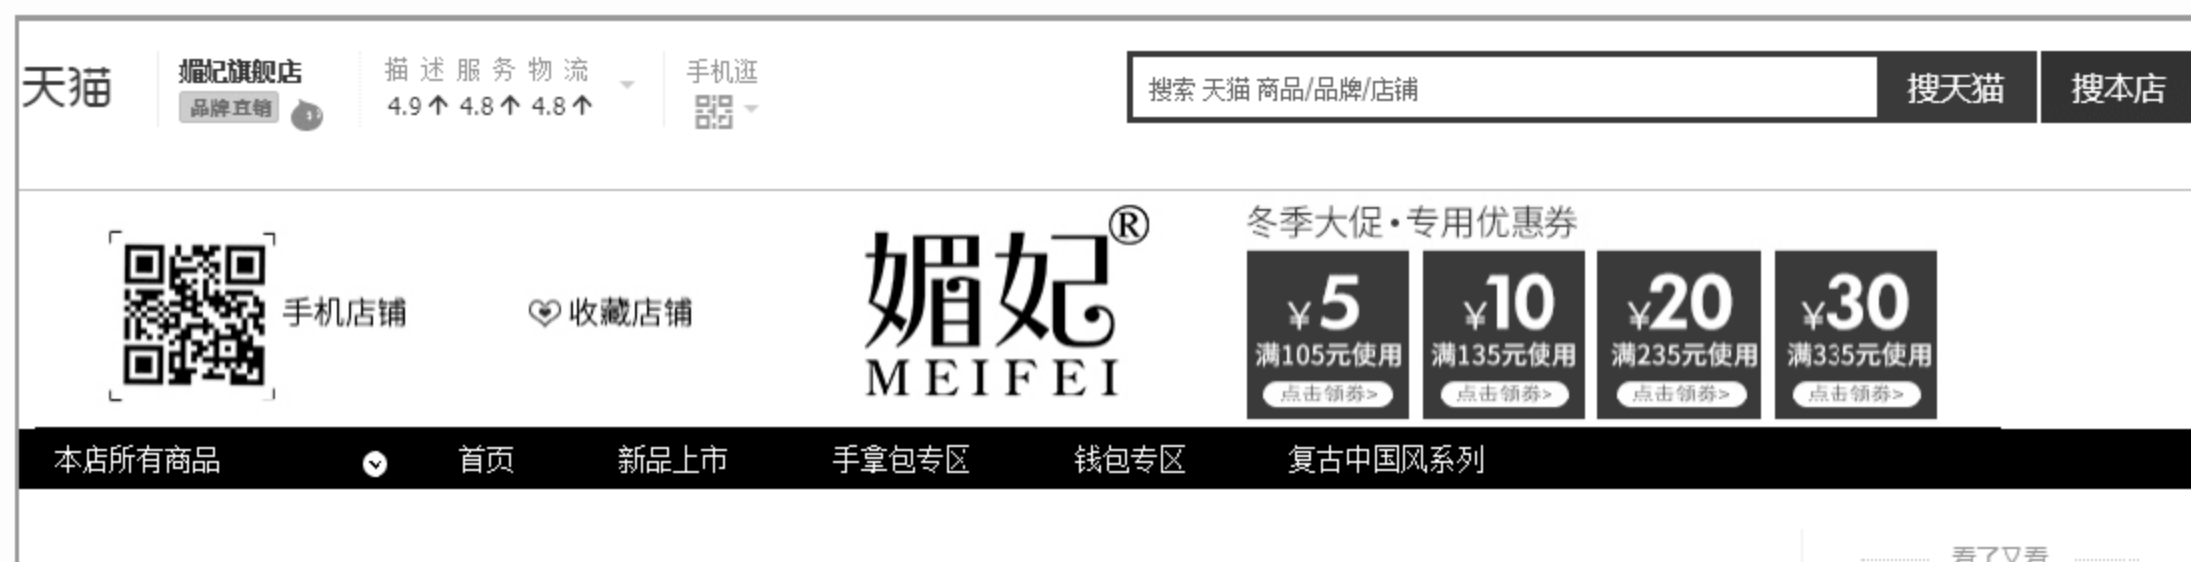 天猫
媚妃旗舰店
品牌直销
描述 服务 物流
4.9↑ 4.8↑ 4.8↑
手机逛
搜索 天猫 商品/品牌/店铺
搜天猫
搜本店
手机店铺
收藏店铺
媚妃®
MEIFEI
冬季大促·专用优惠券
¥5
满105元使用
点击领券>
¥10
满135元使用
点击领券>
¥20
满235元使用
点击领券>
¥30
满335元使用
点击领券>
本店所有商品 首页 新品上市 手拿包专区 钱包专区 复古中国风系列
看了又看